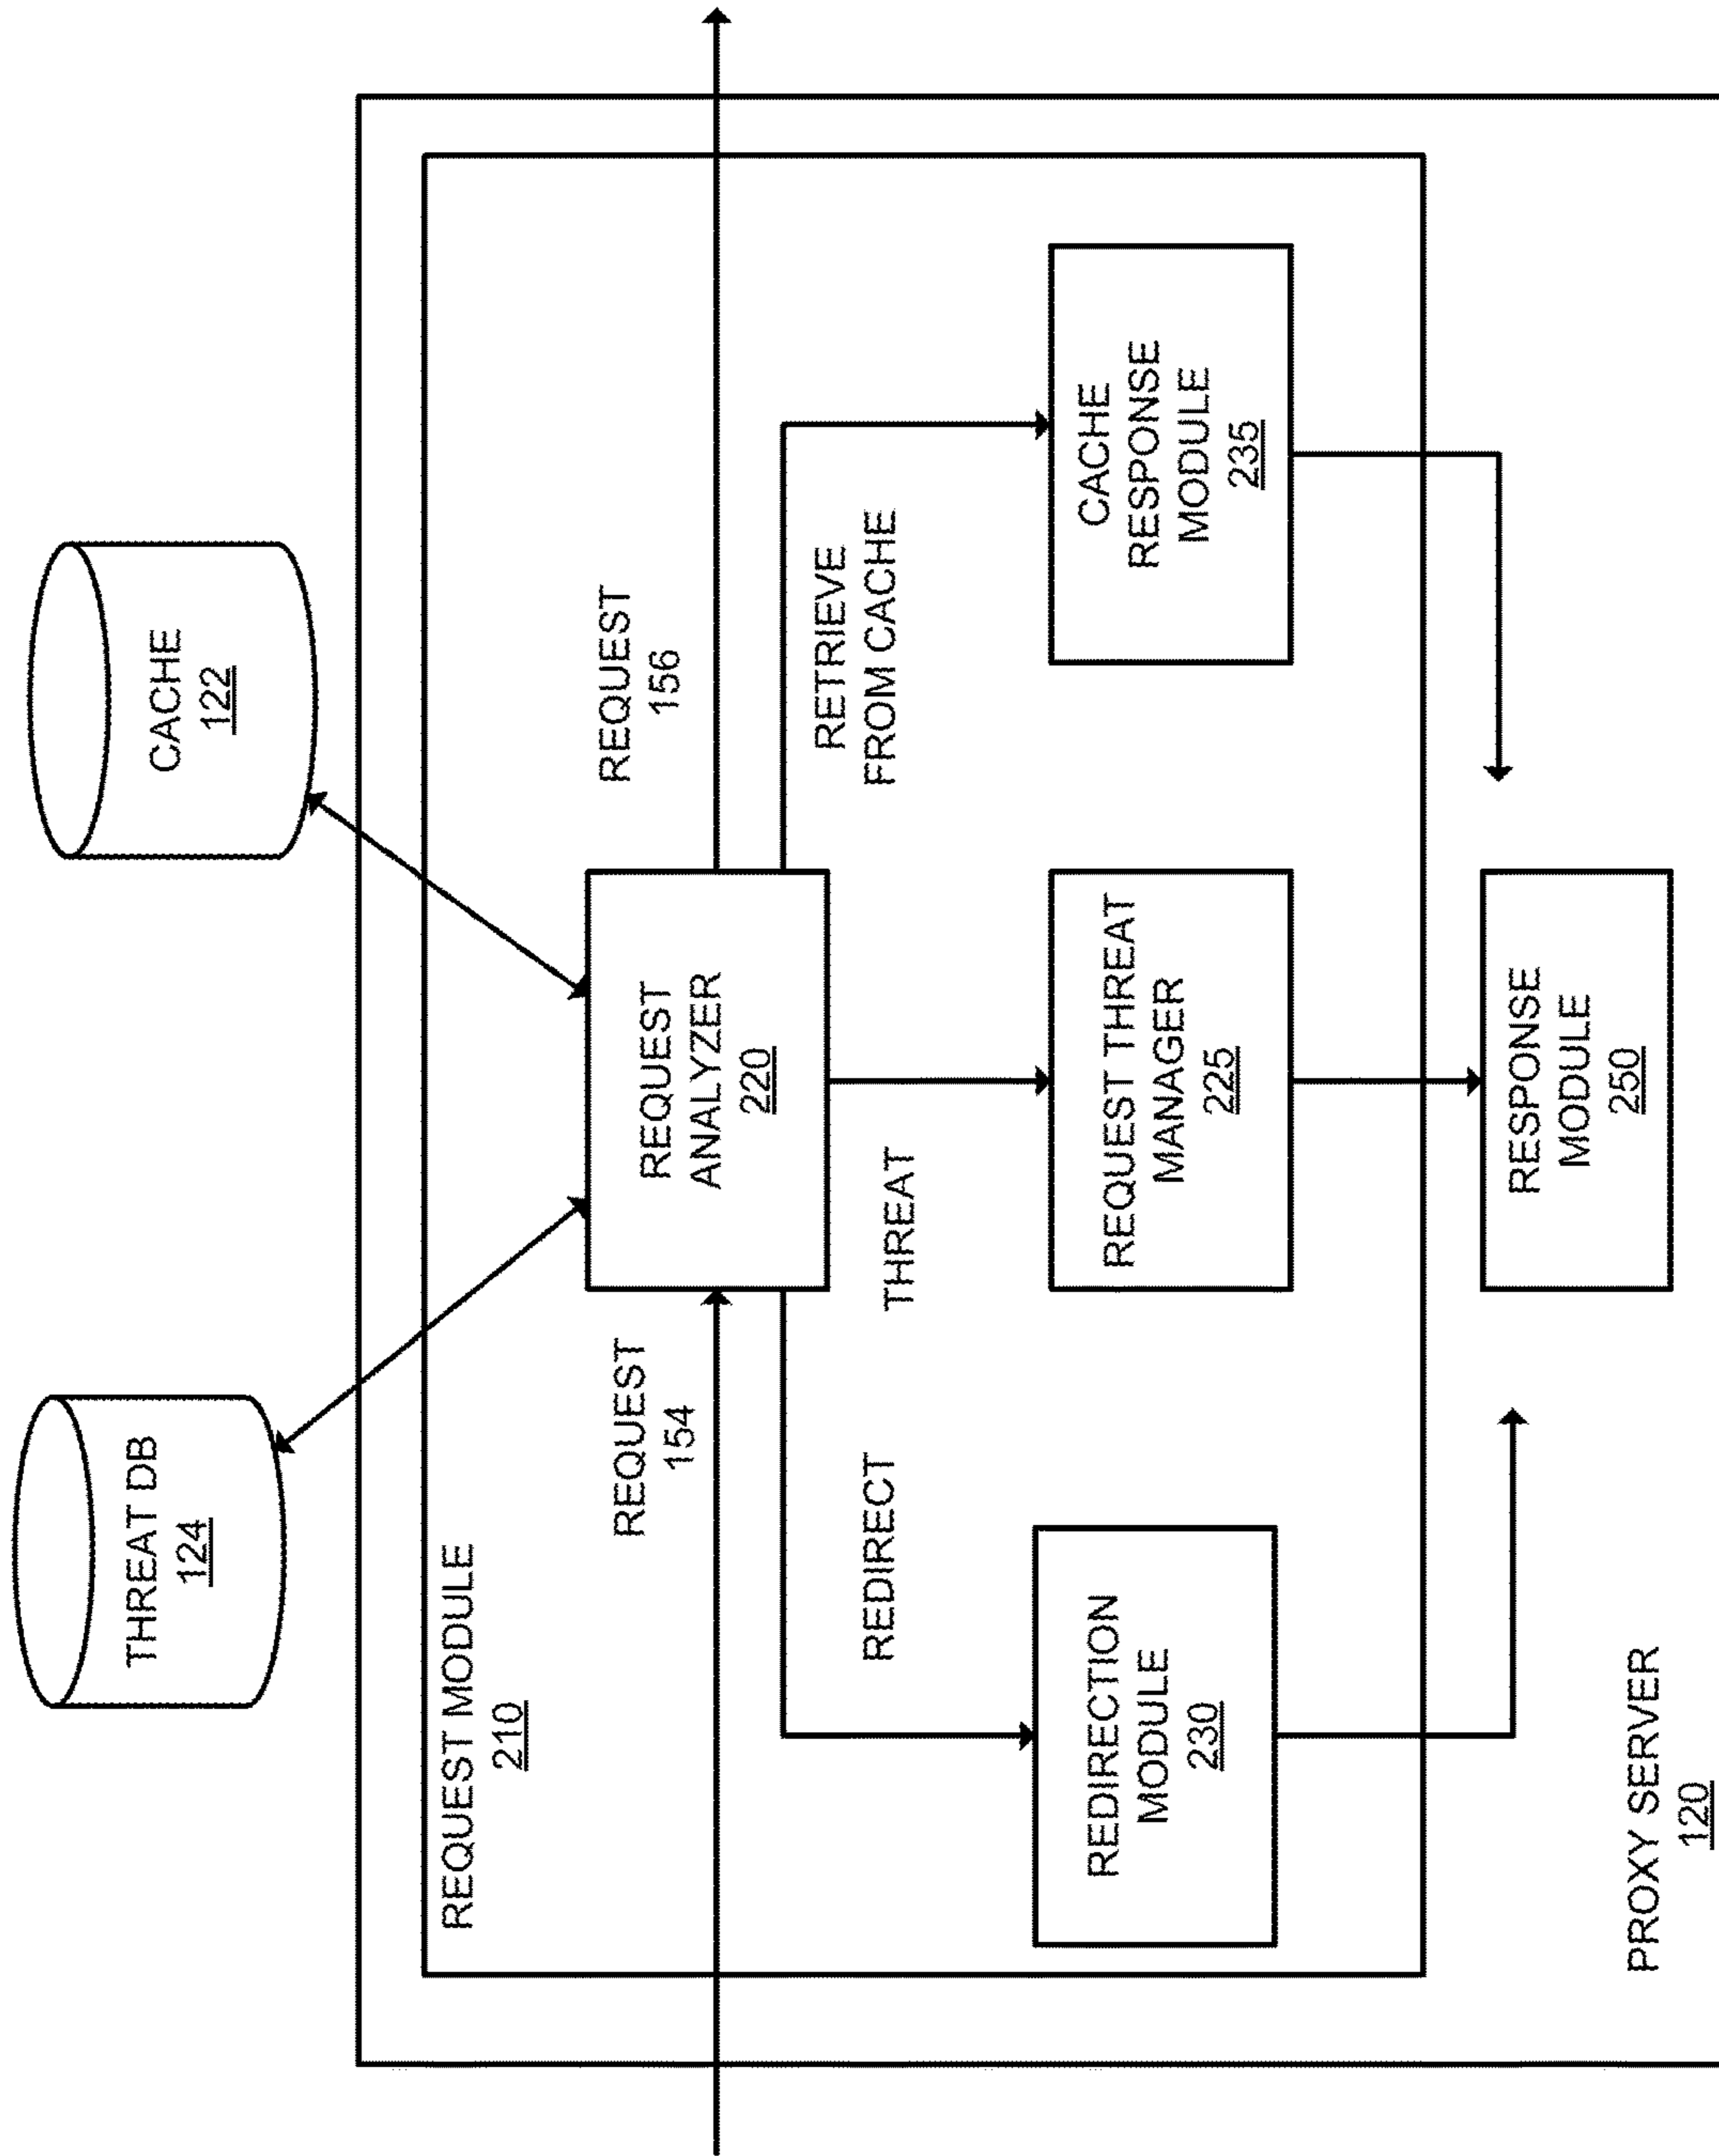 THREAT DB
124
CACHE
122
REQUEST MODULE
210
REQUEST
154
REQUEST
156
REQUEST
ANALYZER
220
REDIRECT
THREAT
RETRIEVE
FROM CACHE
REDIRECTION
MODULE
230
REQUEST THREAT
MANAGER
225
CACHE
RESPONSE
MODULE
235
RESPONSE
MODULE
250
PROXY SERVER
120